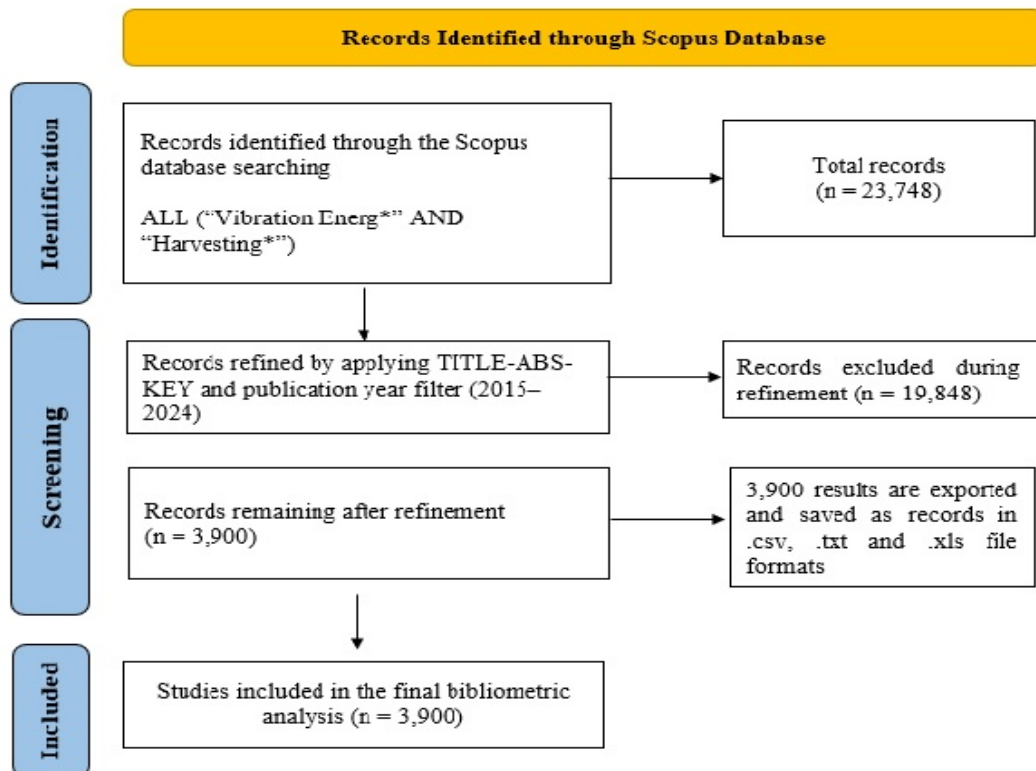 Records Identified through Scopus Database
Identification
Records identified through the Scopus
database searching
ALL (“Vibration Energ*” AND
“Harvesting*”)
Total records
(n = 23,748)
Screening
Records refined by applying TITLE-ABS-
KEY and publication year filter (2015–
2024)
Records excluded during
refinement (n = 19,848)
Records remaining after refinement
(n = 3,900)
3,900 results are exported
and saved as records in
.csv, .txt and .xls file
formats
Included
Studies included in the final bibliometric
analysis (n = 3,900)